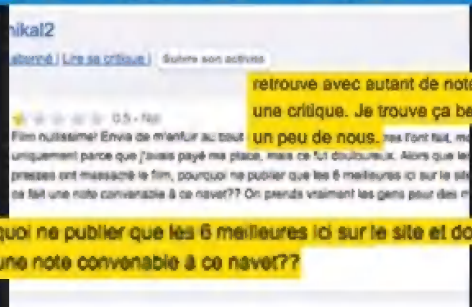 nikal2
abonné | Lire sa critique | Suivre son activité
0,5 - Nul
Film nullissime! Envie de m'enfuir au bout
uniquement parce que j'avais payé ma place, mais ce fut douloureux. Alors que les
presses ont massacré le film, pourquoi ne publier que les 6 meilleures ici sur le site
ce fait une note convenable à ce navet?? On prends vraiment les gens pour des
retrouve avec autant de note
une critique. Je trouve ça be
un peu de nous.
quoi ne publier que les 6 meilleures ici sur le site et do
une note convenable à ce navet??